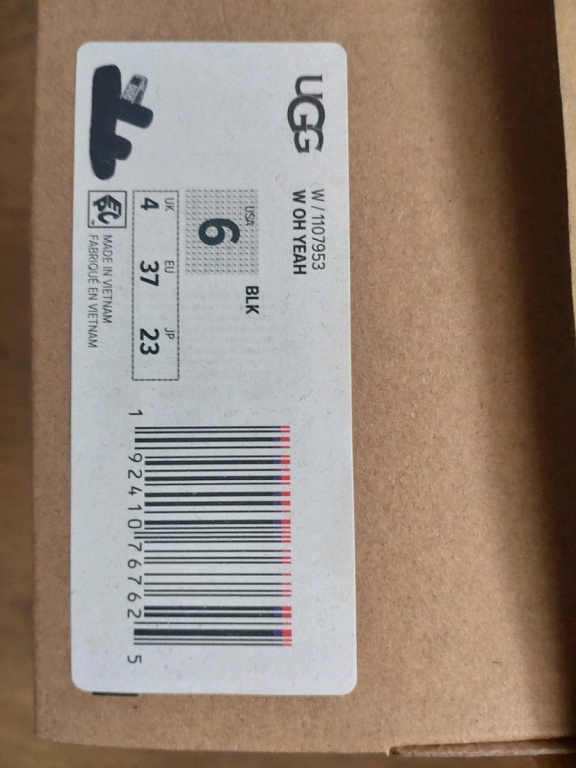 UGG
W / 1107953
W OH YEAH
BLK
USA
6
UK EU JP
4 37 23
EPC
MADE IN VIETNAM
FABRIQUÉ EN VIETNAM
1 92410 76762 5